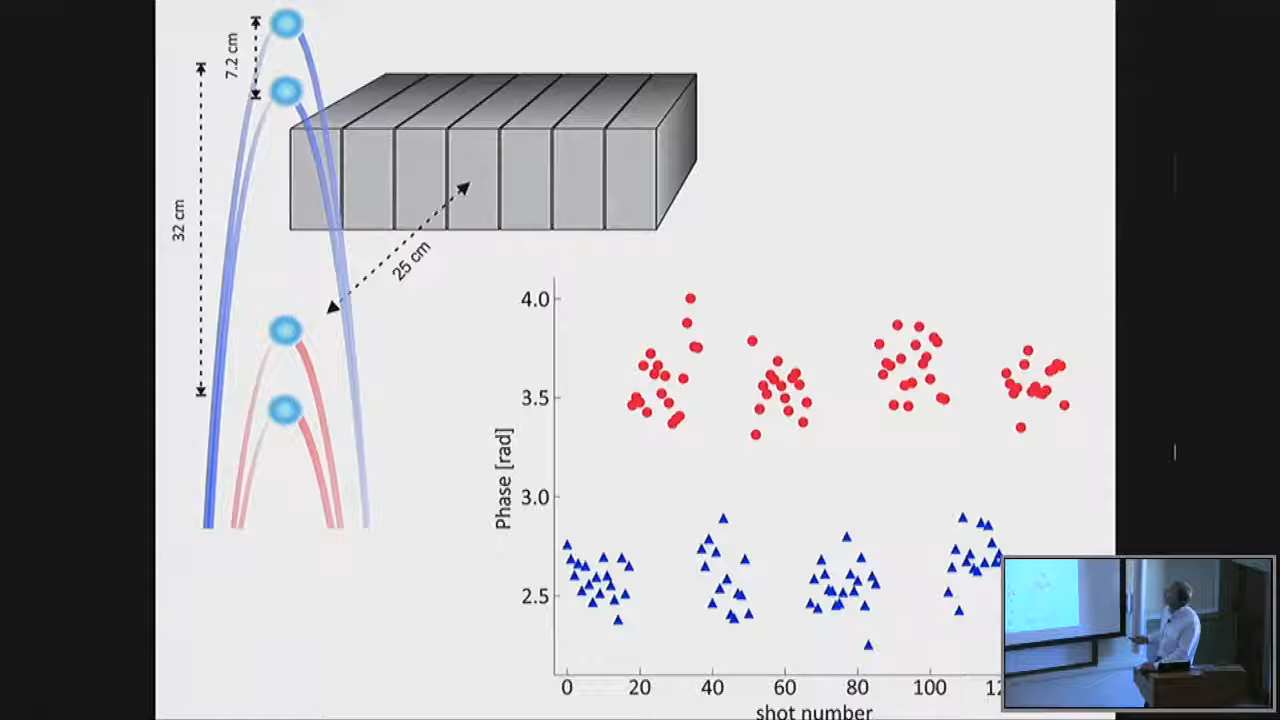 7.2 cm
32 cm
25 cm
4.0
3.5
3.0
2.5
Phase [rad]
0 20 40 60 80 100
shot number